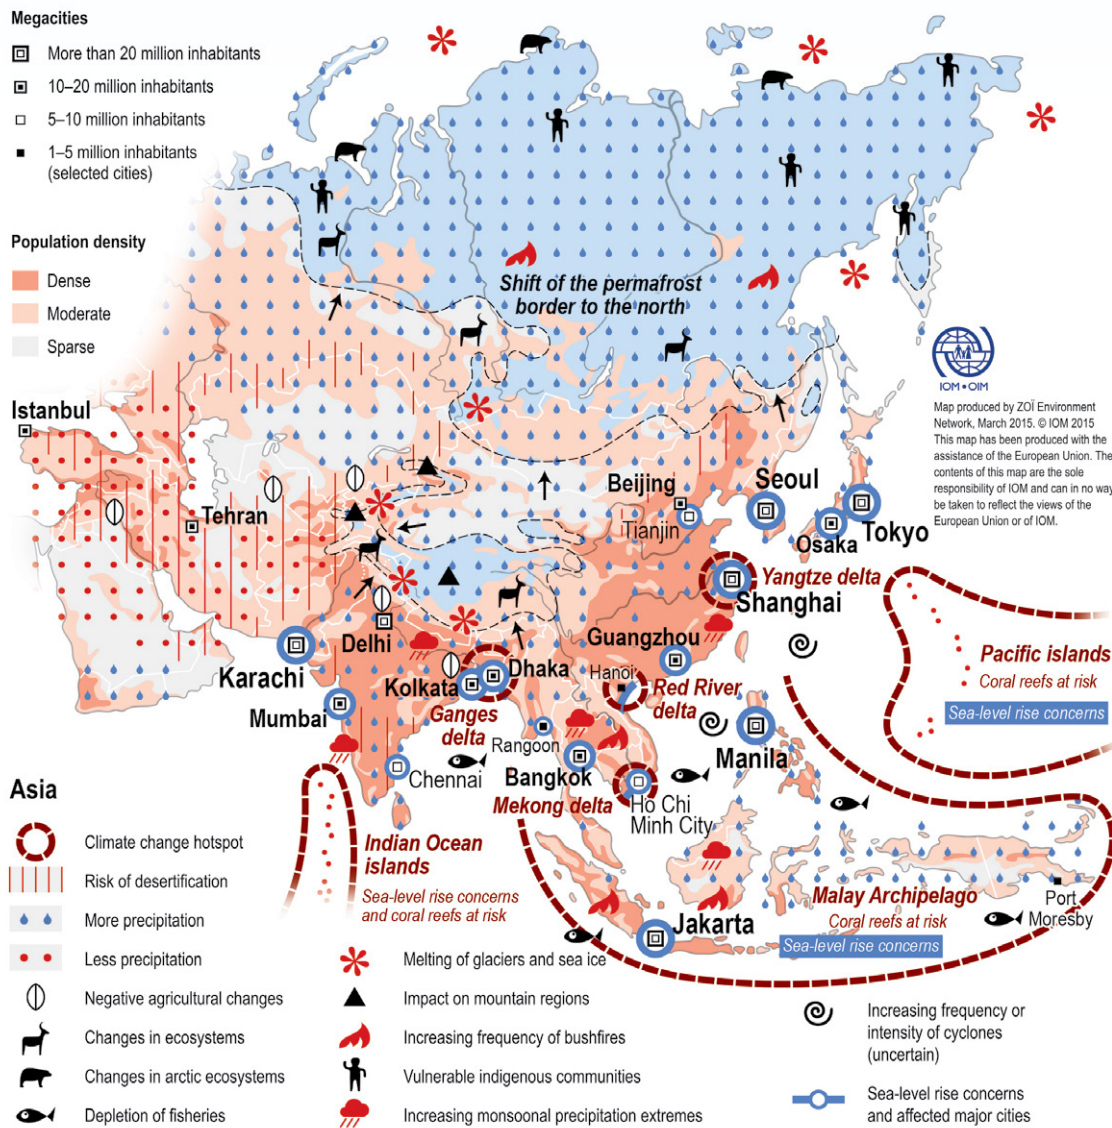 Megacities
More than 20 million inhabitants
10–20 million inhabitants
5–10 million inhabitants
1–5 million inhabitants
(selected cities)
Population density
Dense
Moderate
Sparse
Shift of the permafrost
border to the north
IOM • OIM
Map produced by ZOÏ Environment
Network, March 2015. © IOM 2015
This map has been produced with the
assistance of the European Union. The
contents of this map are the sole
responsibility of IOM and can in no way
be taken to reflect the views of the
European Union or of IOM.
Istanbul
Tehran
Beijing
Tianjin
Seoul
Osaka
Tokyo
Yangtze delta
Shanghai
Delhi
Karachi
Mumbai
Kolkata
Dhaka
Ganges
delta
Guangzhou
Hanoi
Red River
delta
Rangoon
Chennai
Bangkok
Mekong delta
Ho Chi
Minh City
Manila
Pacific islands
Coral reefs at risk
Sea-level rise concerns
Indian Ocean
islands
Sea-level rise concerns
and coral reefs at risk
Malay Archipelago
Coral reefs at risk
Sea-level rise concerns
Jakarta
Port
Moresby
Asia
Climate change hotspot
Risk of desertification
More precipitation
Less precipitation
Negative agricultural changes
Changes in ecosystems
Changes in arctic ecosystems
Depletion of fisheries
Melting of glaciers and sea ice
Impact on mountain regions
Increasing frequency of bushfires
Vulnerable indigenous communities
Increasing monsoonal precipitation extremes
Increasing frequency or
intensity of cyclones
(uncertain)
Sea-level rise concerns
and affected major cities